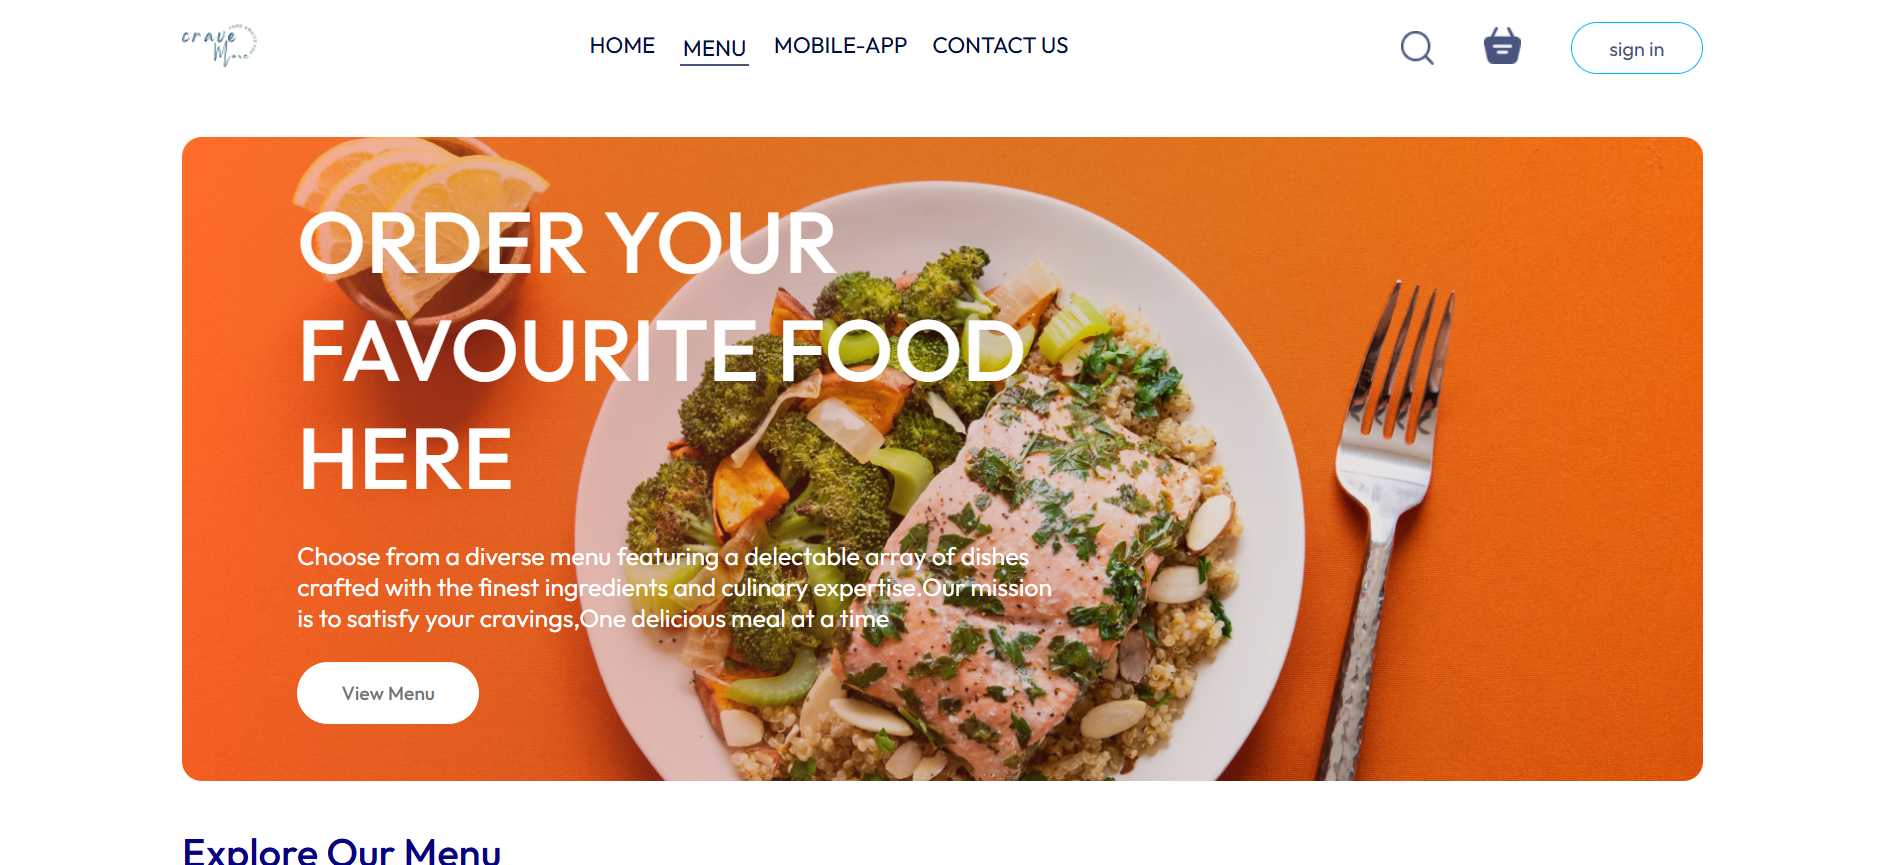 crave
More
HOME MENU MOBILE-APP CONTACT US
sign in
ORDER YOUR
FAVOURITE FOOD
HERE
Choose from a diverse menu featuring a delectable array of dishes
crafted with the finest ingredients and culinary expertise.Our mission
is to satisfy your cravings,One delicious meal at a time
View Menu
Explore Our Menu